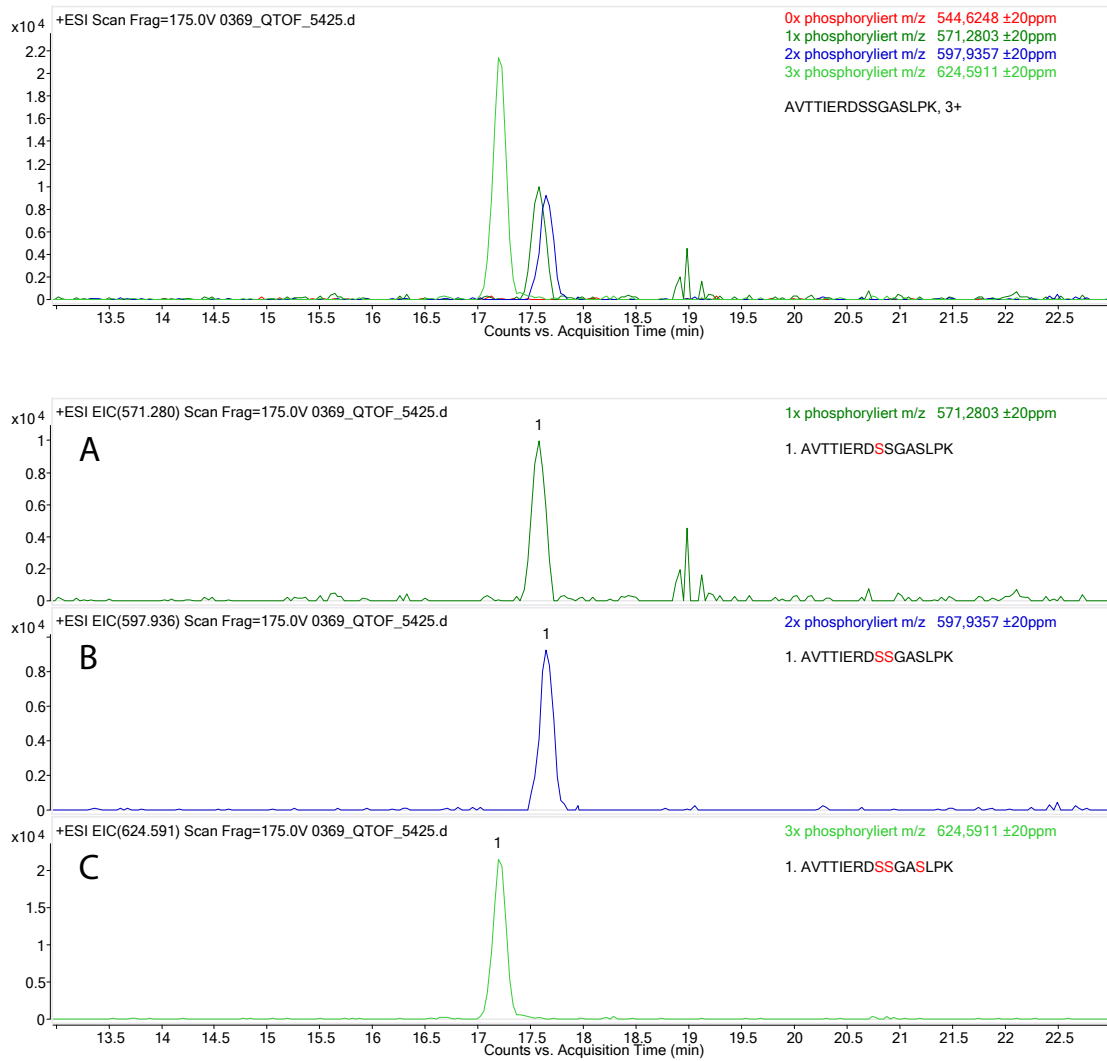 +ESI Scan Frag=175.0V 0369_QTOF_5425.d
0x phosphoryliert m/z 544,6248 ±20ppm
1x phosphoryliert m/z 571,2803 ±20ppm
2x phosphoryliert m/z 597,9357 ±20ppm
3x phosphoryliert m/z 624,5911 ±20ppm
AVTTIERDSSGASLPK, 3+
x10⁴
2.2
2
1.8
1.6
1.4
1.2
1
0.8
0.6
0.4
0.2
0
13.5 14 14.5 15 15.5 16 16.5 17 17.5 18 18.5 19 19.5 20 20.5 21 21.5 22 22.5
Counts vs. Acquisition Time (min)
+ESI EIC(571.280) Scan Frag=175.0V 0369_QTOF_5425.d
1x phosphoryliert m/z 571,2803 ±20ppm
x10⁴
A
1
1. AVTTIERDSSGASLPK
1
0.8
0.6
0.4
0.2
0
+ESI EIC(597.936) Scan Frag=175.0V 0369_QTOF_5425.d
2x phosphoryliert m/z 597,9357 ±20ppm
x10⁴
B
1
1. AVTTIERDSSGASLPK
0.8
0.6
0.4
0.2
0
+ESI EIC(624.591) Scan Frag=175.0V 0369_QTOF_5425.d
3x phosphoryliert m/z 624,5911 ±20ppm
x10⁴
C
1
1. AVTTIERDSSGASLPK
2
1.5
1
0.5
0
13.5 14 14.5 15 15.5 16 16.5 17 17.5 18 18.5 19 19.5 20 20.5 21 21.5 22 22.5
Counts vs. Acquisition Time (min)